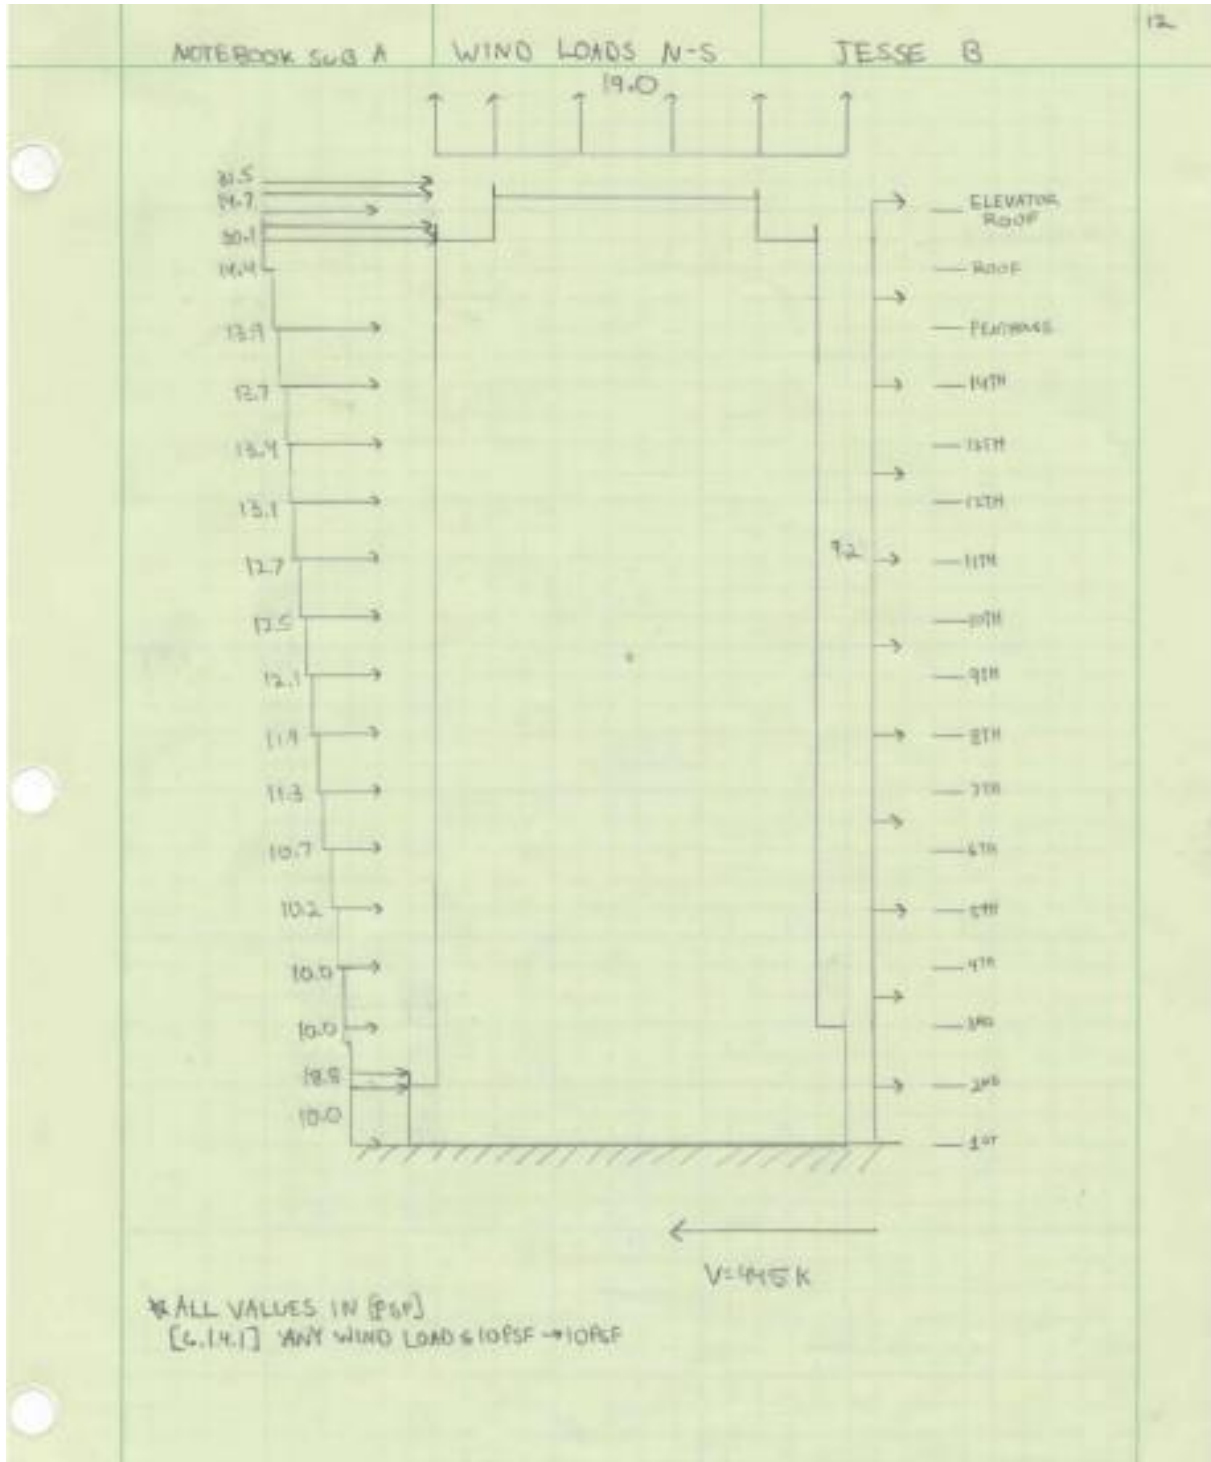 12
NOTEBOOK SUB A WIND LOADS N-S JESSE B
19.0
31.5
14.7
30.1
14.4
13.9
13.7
13.4
13.1
12.7
12.5
12.1
11.9
11.3
10.7
10.2
10.0
10.0
18.8
10.0
9.2
ELEVATOR
ROOF
ROOF
PENTHOUSE
14TH
13TH
12TH
11TH
10TH
9TH
8TH
7TH
6TH
5TH
4TH
3RD
2ND
1ST
V=445K
* ALL VALUES IN [PSF]
[6.1.4.1] ANY WIND LOAD ≤ 10PSF → 10PSF